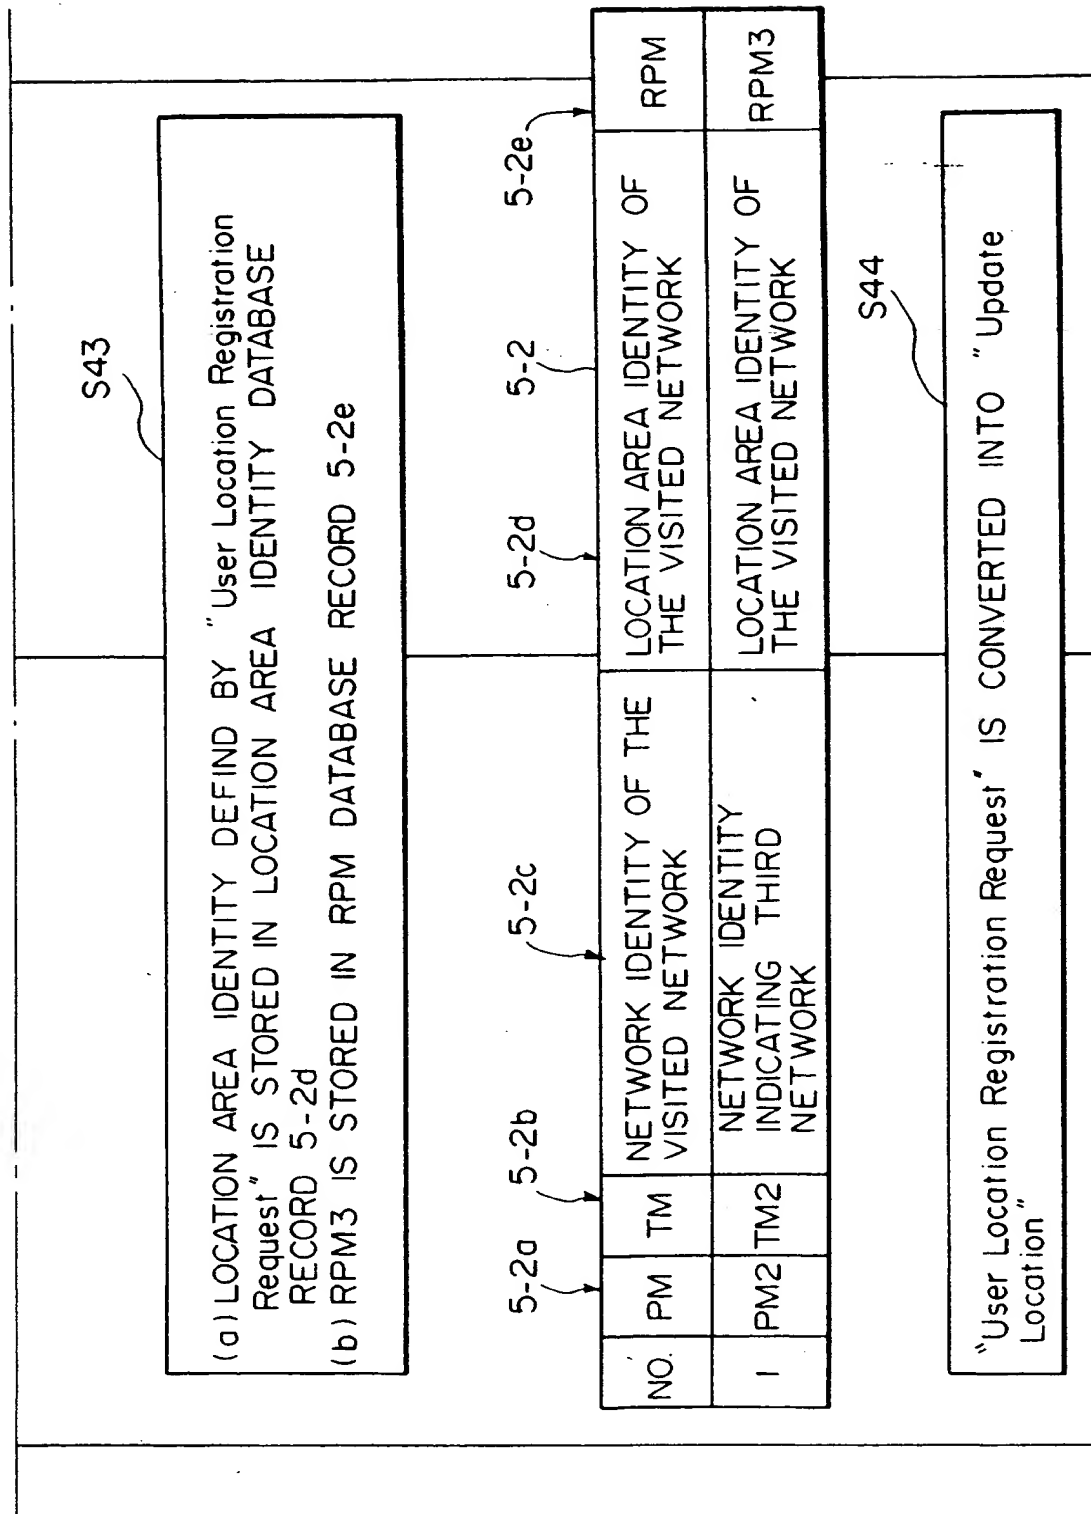 S43
(a) LOCATION AREA IDENTITY DEFIND BY "User Location Registration
Request" IS STORED IN LOCATION AREA IDENTITY DATABASE
RECORD 5-2d
(b) RPM3 IS STORED IN RPM DATABASE RECORD 5-2e
5-2a
5-2b
5-2c
5-2d
5-2
5-2e
NO. PM TM NETWORK IDENTITY OF THE
VISITED NETWORK
LOCATION AREA IDENTITY OF
THE VISITED NETWORK
RPM
1 PM2 TM2 NETWORK IDENTITY
INDICATING THIRD
NETWORK
LOCATION AREA IDENTITY OF
THE VISITED NETWORK
RPM3
S44
"User Location Registration Request" IS CONVERTED INTO "Update
Location"